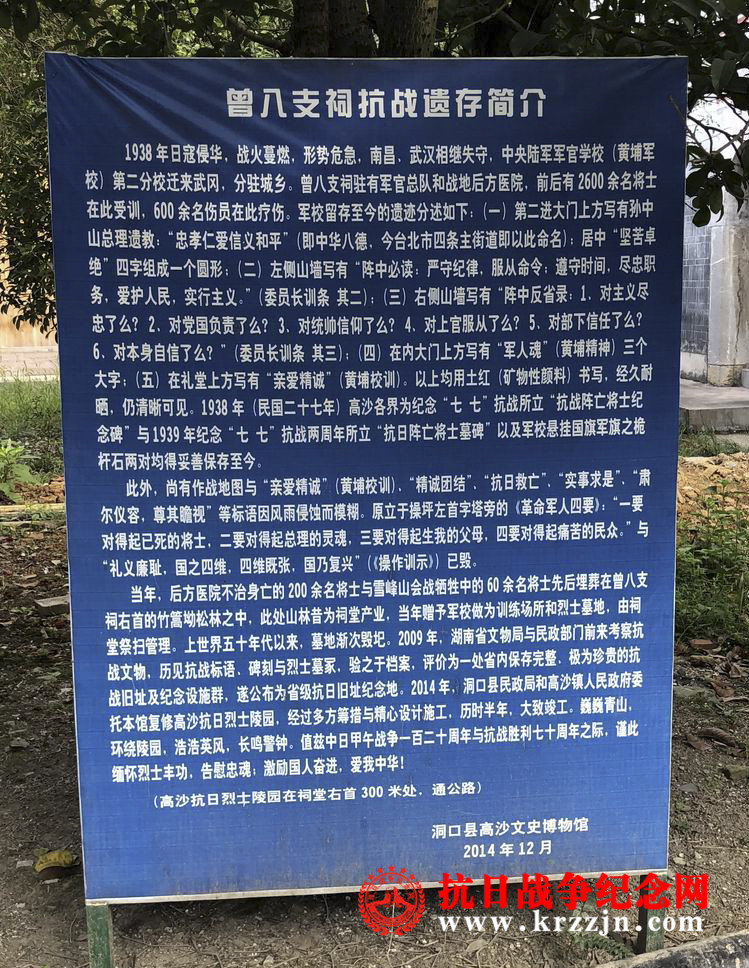 曾八支祠抗战遗存简介
1938年日寇侵华，战火蔓燃，形势危急，南昌、武汉相继失守，中央陆军军官学校（黄埔军
校）第二分校迁来武冈，分驻城乡。曾八支祠驻有军官总队和战地后方医院，前后有2600余名将士
在此受训，600余名伤员在此疗伤。军校留存至今的遗迹分述如下：（一）第二进大门上方写有孙中
山总理遗教：“忠孝仁爱信义和平”（即中华八德，今台北市四条主街道即以此命名）；居中“坚苦卓
绝”四字组成一个圆形；（二）左侧山墙写有“阵中必读：严守纪律，服从命令；遵守时间，尽忠职
务，爱护人民，实行主义。”（委员长训条 其二）；（三）右侧山墙写有“阵中反省录：1、对主义尽
忠了么？2、对党国负责了么？3、对统帅信仰了么？4、对上官服从了么？5、对部下信任了么？
6、对本身自信了么？”（委员长训条 其三）；（四）在内大门上方写有“军人魂”（黄埔精神）三个
大字；（五）在礼堂上方写有“亲爱精诚”（黄埔校训）。以上均用土红（矿物性颜料）书写，经久耐
晒，仍清晰可见。1938年（民国二十七年）高沙各界为纪念“七 七”抗战所立“抗战阵亡将士纪
念碑”与1939年纪念“七 七”抗战两周年所立“抗日阵亡将士墓碑”以及军校悬挂国旗军旗之桅
杆石两对均得妥善保存至今。
此外，尚有作战地图与“亲爱精诚”（黄埔校训）、“精诚团结”、“抗日救亡”、“实事求是”、“肃
尔仪容，尊其瞻视”等标语因风雨侵蚀而模糊。原立于操坪左首字塔旁的《革命军人四要》：“一要
对得起已死的将士，二要对得起总理的灵魂，三要对得起生我的父母，四要对得起痛苦的民众。”与
“礼义廉耻，国之四维，四维既张，国乃复兴”（《操作训示》）已毁。
当年，后方医院不治身亡的200余名将士与雪峰山会战牺牲中的60余名将士先后埋葬在曾八支
祠右首的竹篙坳松林之中，此处山林昔为祠堂产业，当年赠予军校做为训练场所和烈士墓地，由祠
堂祭扫管理。上世纪五十年代以来，墓地渐次毁圮。2009年，湖南省文物局与民政部门前来考察抗
战文物，历见抗战标语、碑刻与烈士墓冢，验之于档案，评价为一处省内保存完整，极为珍贵的抗
战旧址及纪念设施群，遂公布为省级抗日旧址纪念地。2014年，洞口县民政局和高沙镇人民政府委
托本馆复修高沙抗日烈士陵园，经过多方筹措与精心设计施工，历时半年，大致竣工。巍巍青山，
环绕陵园，浩浩英风，长鸣警钟。值兹中日甲午战争一百二十周年与抗战胜利七十周年之际，谨此
缅怀烈士丰功，告慰忠魂；激励国人奋进，爱我中华！
（高沙抗日烈士陵园在祠堂右首300米处，通公路）
洞口县高沙文史博物馆
2014年12月
抗日战争纪念网
www.krzzjn.com